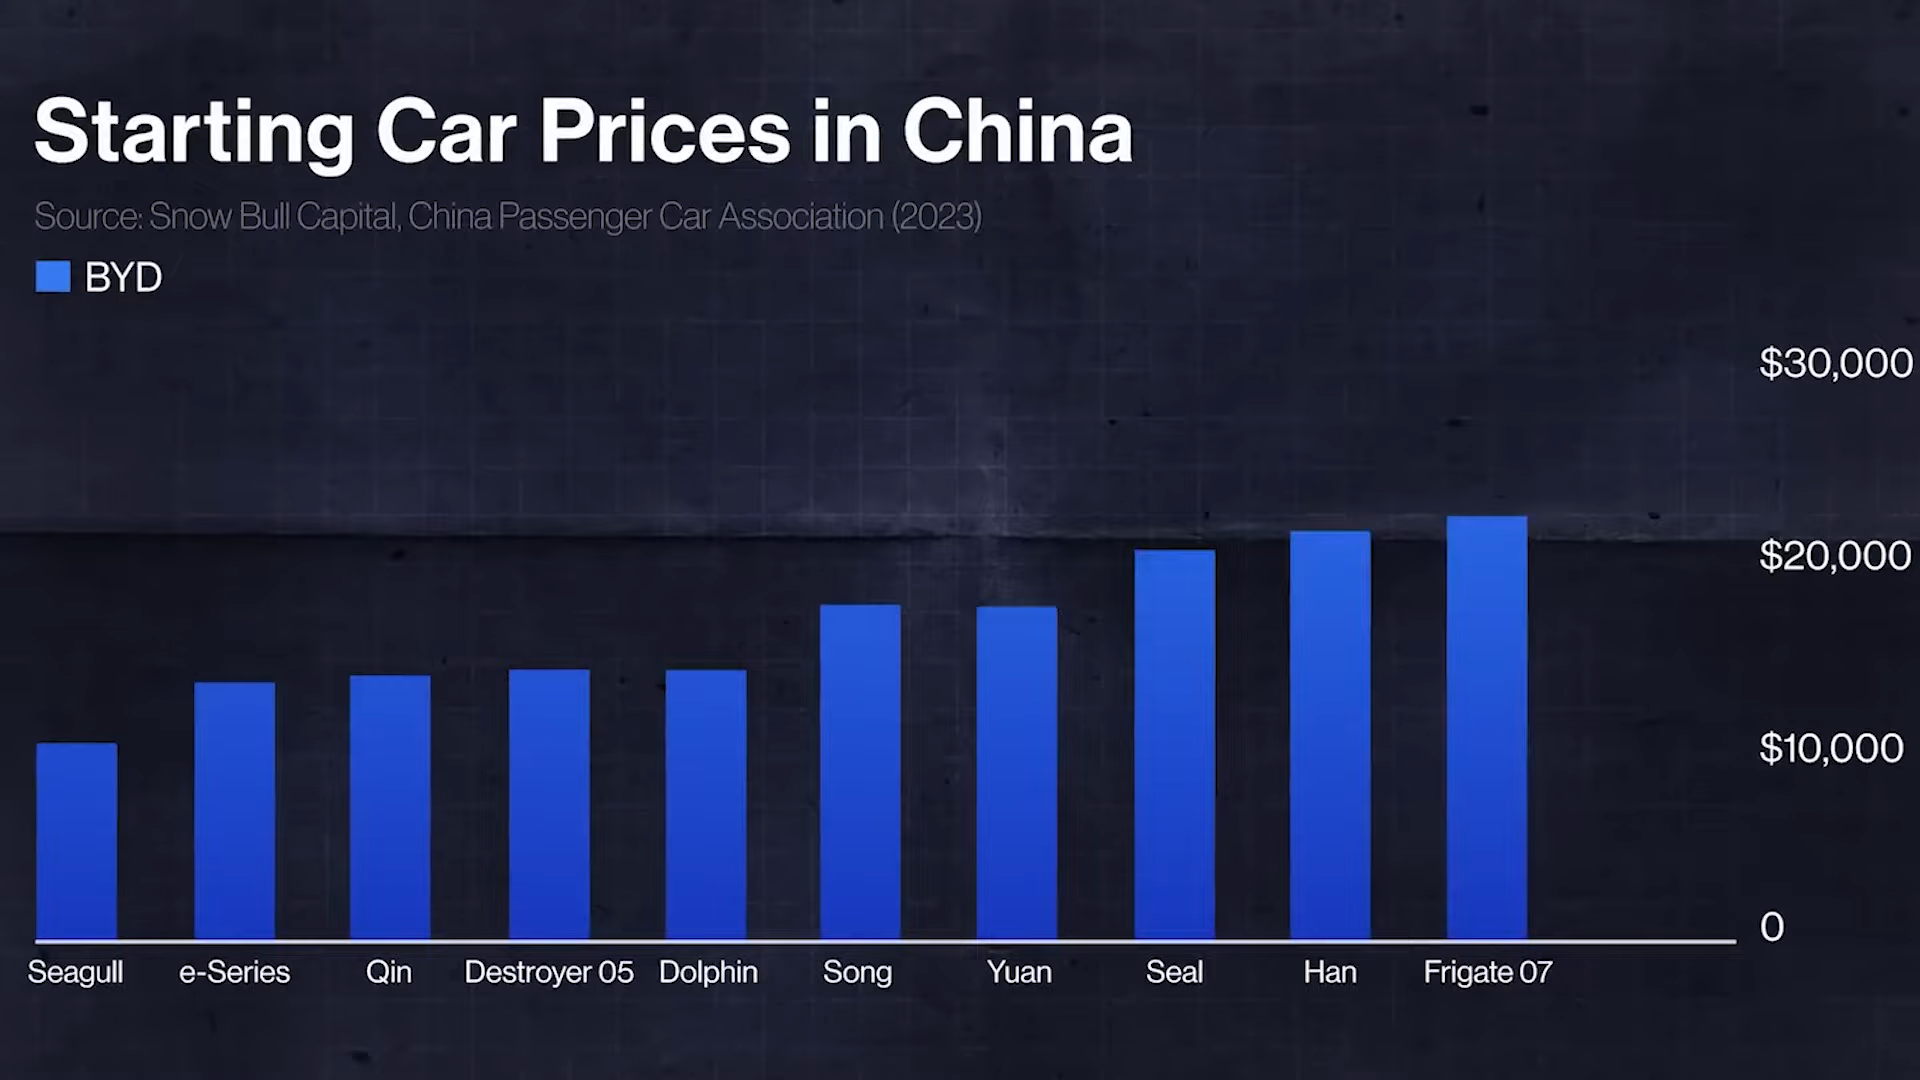 Starting Car Prices in China
Source: Snow Bull Capital, China Passenger Car Association (2023)
BYD
$30,000
$20,000
$10,000
0
Seagull e-Series Qin Destroyer 05 Dolphin Song Yuan Seal Han Frigate 07